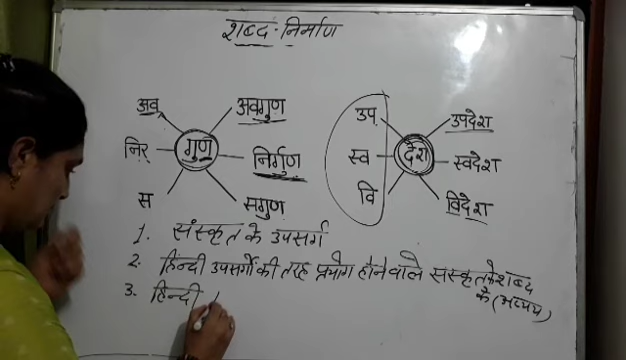 शब्द-निर्माण
अव अवगुण
निर् गुण निर्गुण
स सगुण
उप उपदेश
स्व देश स्वदेश
वि विदेश
1. संस्कृत के उपसर्ग
2. हिन्दी उपसर्गों की तरह प्रयोग होने वाले संस्कृत के शब्द
के (अव्यय)
3. हिन्दी